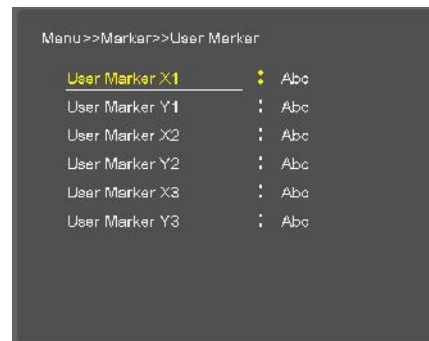 Menu>>Marker>>User Marker
User Marker X1 : Abc
User Marker Y1 : Abc
User Marker X2 : Abc
User Marker Y2 : Abc
User Marker X3 : Abc
User Marker Y3 : Abc